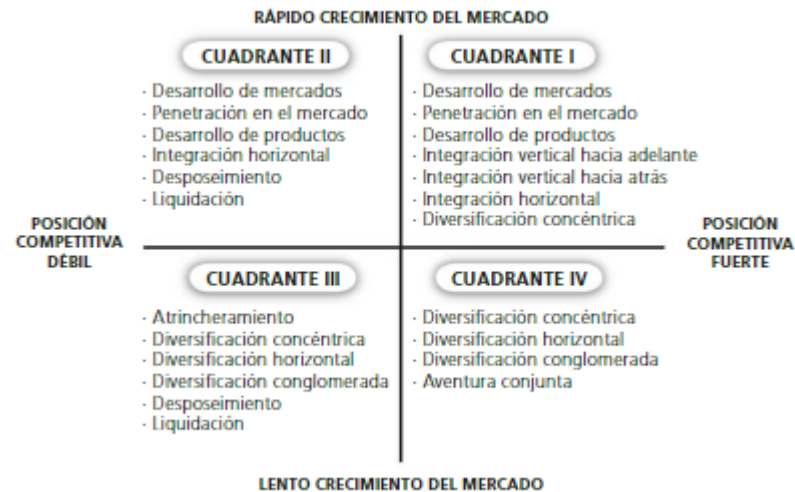 RÁPIDO CRECIMIENTO DEL MERCADO
CUADRANTE II
· Desarrollo de mercados
· Penetración en el mercado
· Desarrollo de productos
· Integración horizontal
· Desposeimiento
· Liquidación
CUADRANTE I
· Desarrollo de mercados
· Penetración en el mercado
· Desarrollo de productos
· Integración vertical hacia adelante
· Integración vertical hacia atrás
· Integración horizontal
· Diversificación concéntrica
POSICIÓN
COMPETITIVA
DÉBIL
POSICIÓN
COMPETITIVA
FUERTE
CUADRANTE III
· Atrincheramiento
· Diversificación concéntrica
· Diversificación horizontal
· Diversificación conglomerada
· Desposeimiento
· Liquidación
CUADRANTE IV
· Diversificación concéntrica
· Diversificación horizontal
· Diversificación conglomerada
· Aventura conjunta
LENTO CRECIMIENTO DEL MERCADO